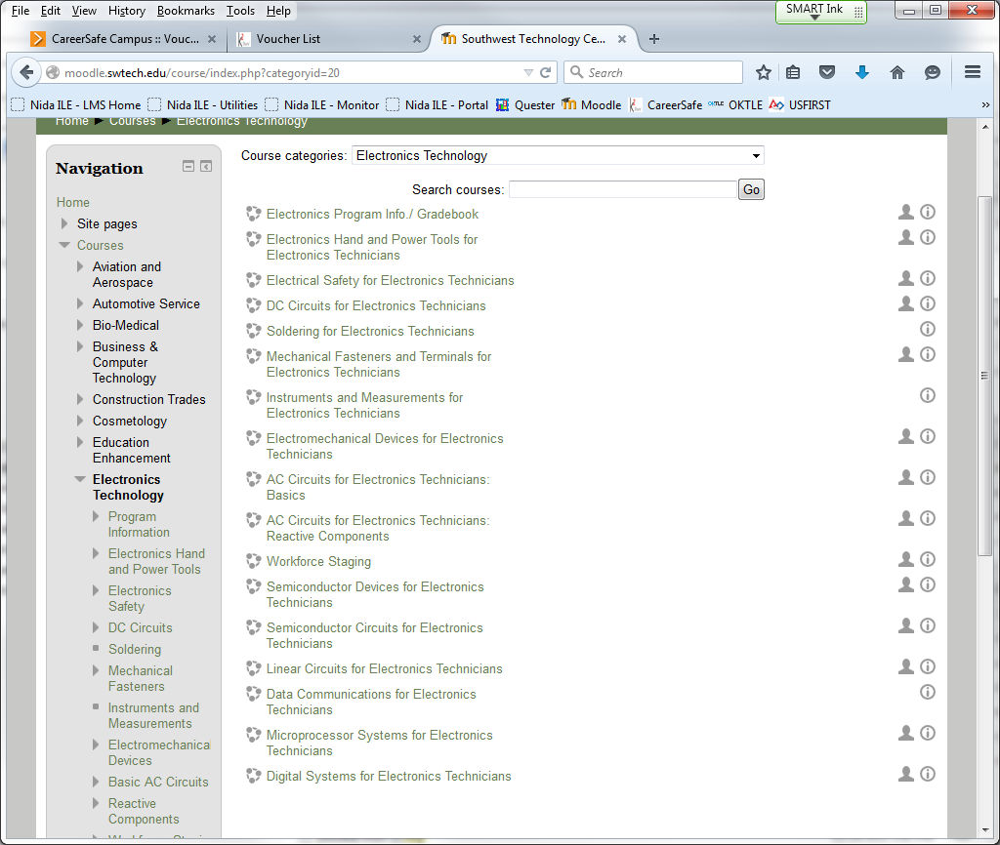 File Edit View History Bookmarks Tools Help
SMART Ink
CareerSafe Campus :: Vouc...
Voucher List
Southwest Technology Ce...
moodle.swtech.edu/course/index.php?categoryid=20
Search
Nida ILE - LMS Home
Nida ILE - Utilities
Nida ILE - Monitor
Nida ILE - Portal
Quester
Moodle
CareerSafe
OKTLE
OKTLE
USFIRST
Home ► Courses ► Electronics Technology
Navigation
Home
Site pages
Courses
Aviation and
Aerospace
Automotive Service
Bio-Medical
Business &
Computer
Technology
Construction Trades
Cosmetology
Education
Enhancement
Electronics
Technology
Program
Information
Electronics Hand
and Power Tools
Electronics
Safety
DC Circuits
Soldering
Mechanical
Fasteners
Instruments and
Measurements
Electromechanical
Devices
Basic AC Circuits
Reactive
Components
Course categories: Electronics Technology
Search courses: Go
Electronics Program Info./ Gradebook
Electronics Hand and Power Tools for
Electronics Technicians
Electrical Safety for Electronics Technicians
DC Circuits for Electronics Technicians
Soldering for Electronics Technicians
Mechanical Fasteners and Terminals for
Electronics Technicians
Instruments and Measurements for
Electronics Technicians
Electromechanical Devices for Electronics
Technicians
AC Circuits for Electronics Technicians:
Basics
AC Circuits for Electronics Technicians:
Reactive Components
Workforce Staging
Semiconductor Devices for Electronics
Technicians
Semiconductor Circuits for Electronics
Technicians
Linear Circuits for Electronics Technicians
Data Communications for Electronics
Technicians
Microprocessor Systems for Electronics
Technicians
Digital Systems for Electronics Technicians